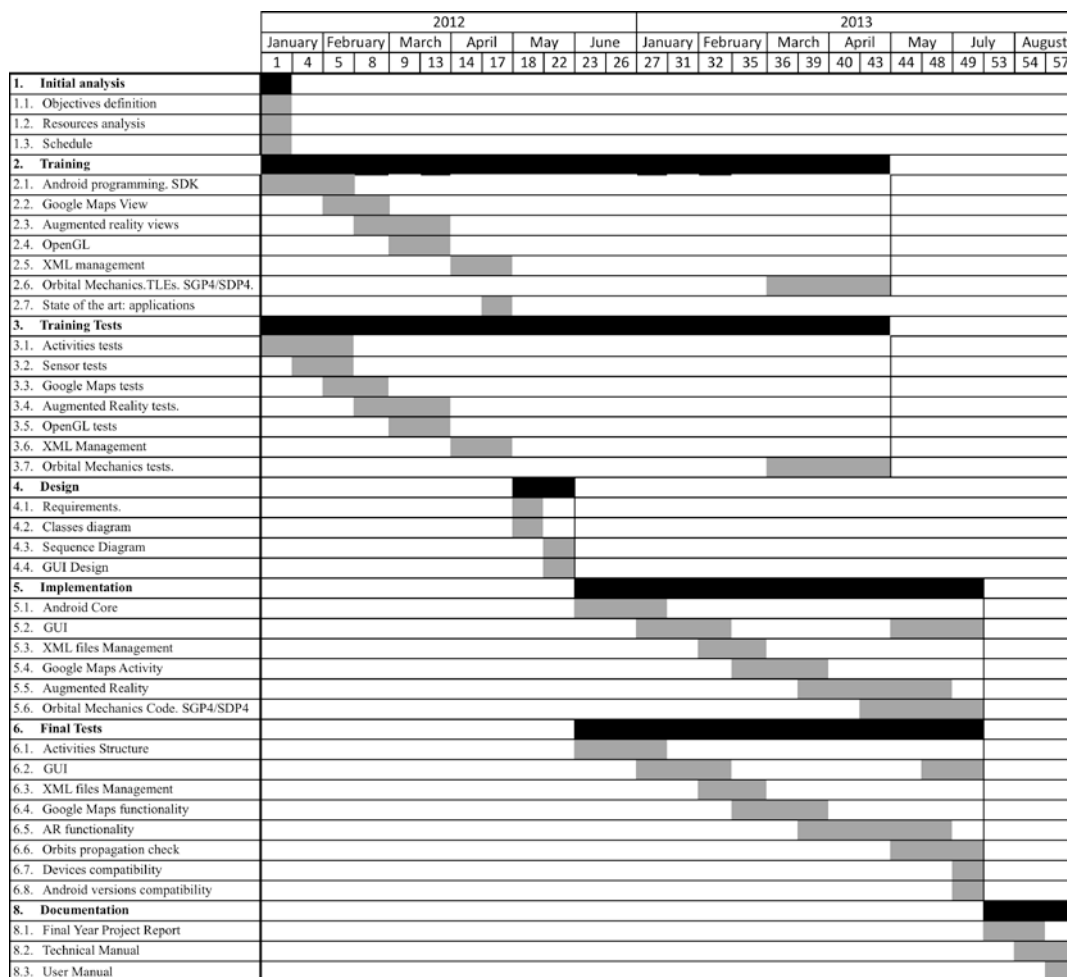 2012 2013
January February March April May June January February March April May July August
1 4 5 8 9 13 14 17 18 22 23 26 27 31 32 35 36 39 40 43 44 48 49 53 54 57
1. Initial analysis
1.1. Objectives definition
1.2. Resources analysis
1.3. Schedule
2. Training
2.1. Android programming. SDK
2.2. Google Maps View
2.3. Augmented reality views
2.4. OpenGL
2.5. XML management
2.6. Orbital Mechanics.TLEs. SGP4/SDP4.
2.7. State of the art: applications
3. Training Tests
3.1. Activities tests
3.2. Sensor tests
3.3. Google Maps tests
3.4. Augmented Reality tests.
3.5. OpenGL tests
3.6. XML Management
3.7. Orbital Mechanics tests.
4. Design
4.1. Requirements.
4.2. Classes diagram
4.3. Sequence Diagram
4.4. GUI Design
5. Implementation
5.1. Android Core
5.2. GUI
5.3. XML files Management
5.4. Google Maps Activity
5.5. Augmented Reality
5.6. Orbital Mechanics Code. SGP4/SDP4
6. Final Tests
6.1. Activities Structure
6.2. GUI
6.3. XML files Management
6.4. Google Maps functionality
6.5. AR functionality
6.6. Orbits propagation check
6.7. Devices compatibility
6.8. Android versions compatibility
8. Documentation
8.1. Final Year Project Report
8.2. Technical Manual
8.3. User Manual